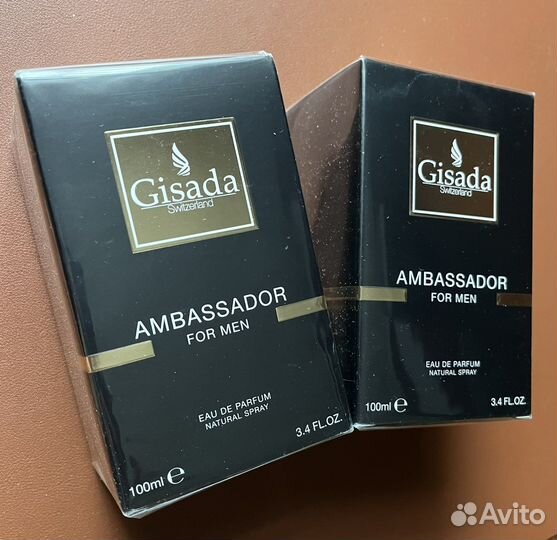 Gisada
Switzerland
AMBASSADOR
FOR MEN
EAU DE PARFUM
NATURAL SPRAY
100ml e
3.4 FL.OZ.
Gisada
Switzerland
AMBASSADOR
FOR MEN
EAU DE PARFUM
NATURAL SPRAY
100ml e
3.4 FL.OZ.
Avito